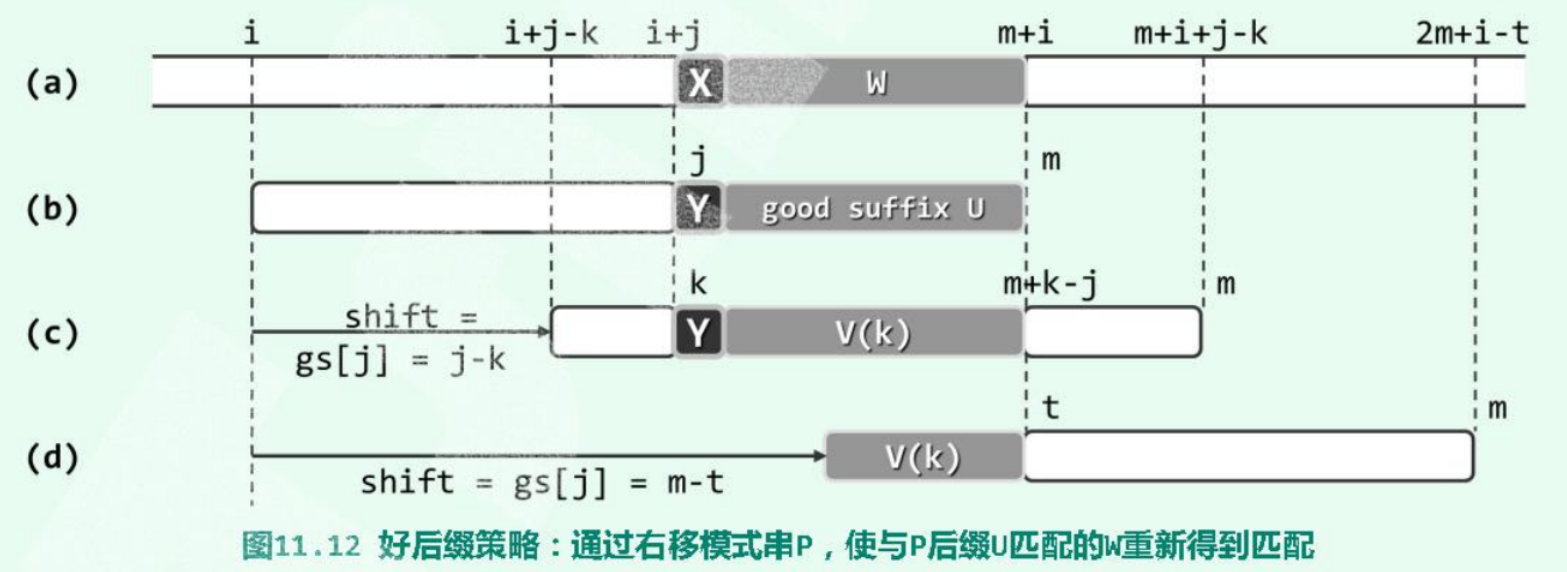 i i+j-k i+j m+i m+i+j-k 2m+i-t
(a) X W
j m
(b) Y good suffix U
k m+k-j m
(c) shift = Y V(k)
gs[j] = j-k
t m
(d) V(k)
shift = gs[j] = m-t
图11.12 好后缀策略：通过右移模式串P，使与P后缀U匹配的W重新得到匹配